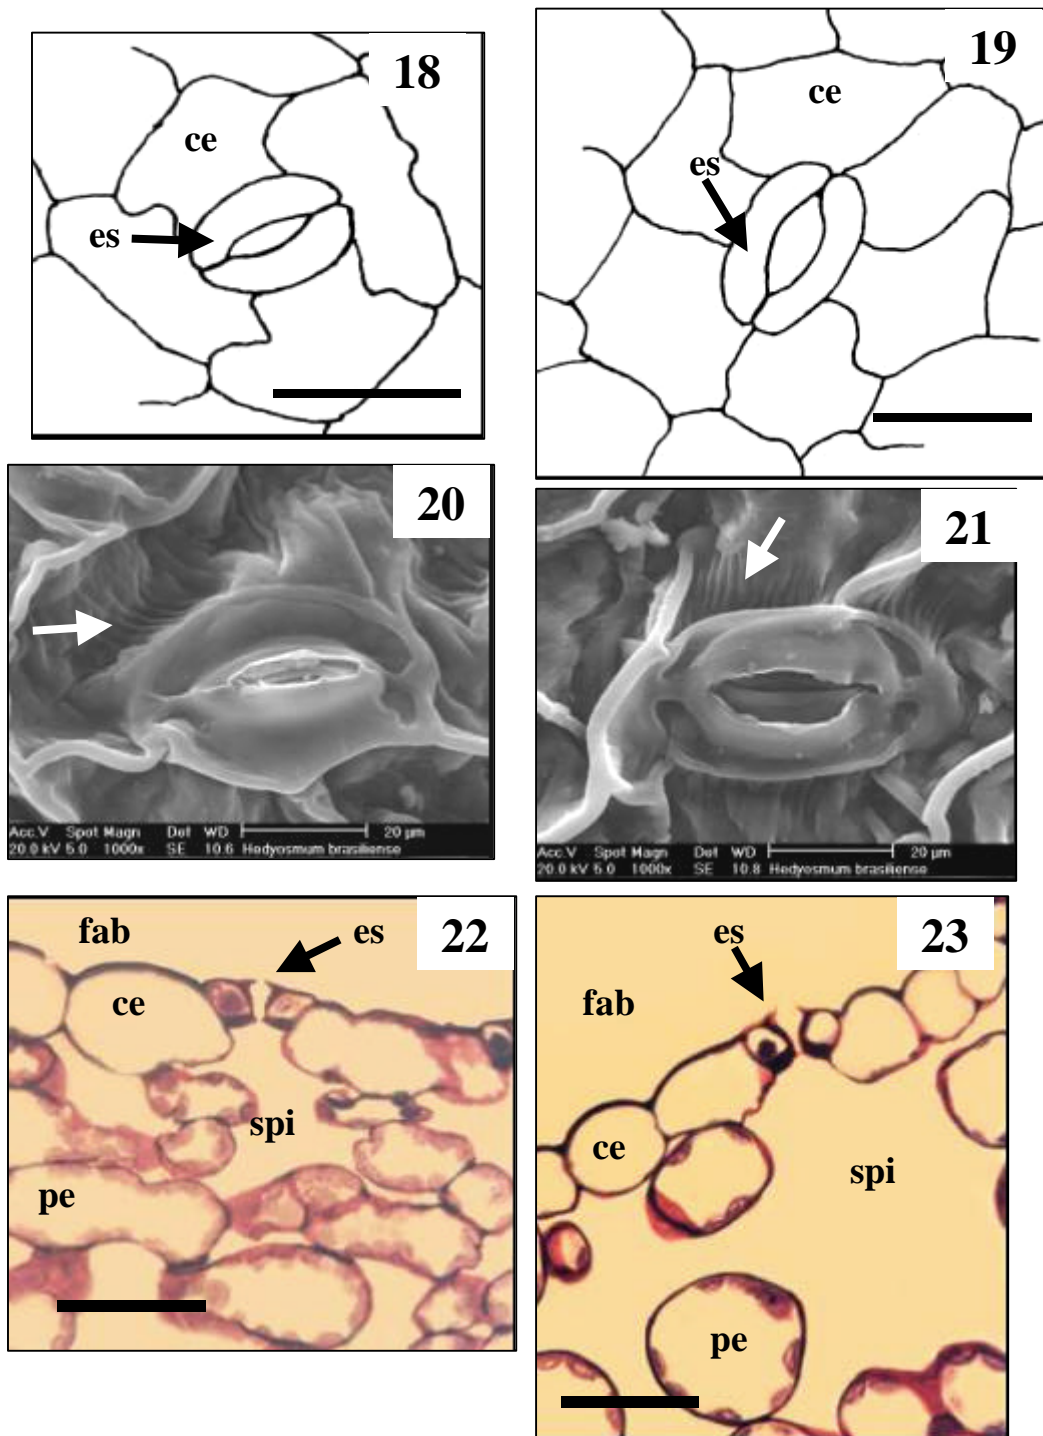 18
ce
es
19
ce
es
20
Acc.V Spot Magn Det WD 20 µm
20.0 kV 5.0 1000x SE 10.6 Hedyosmum brasiliense
21
Acc.V Spot Magn Det WD 20 µm
20.0 kV 5.0 1000x SE 10.8 Hedyosmum brasiliense
22
fab
es
ce
spi
pe
23
es
fab
ce
spi
pe